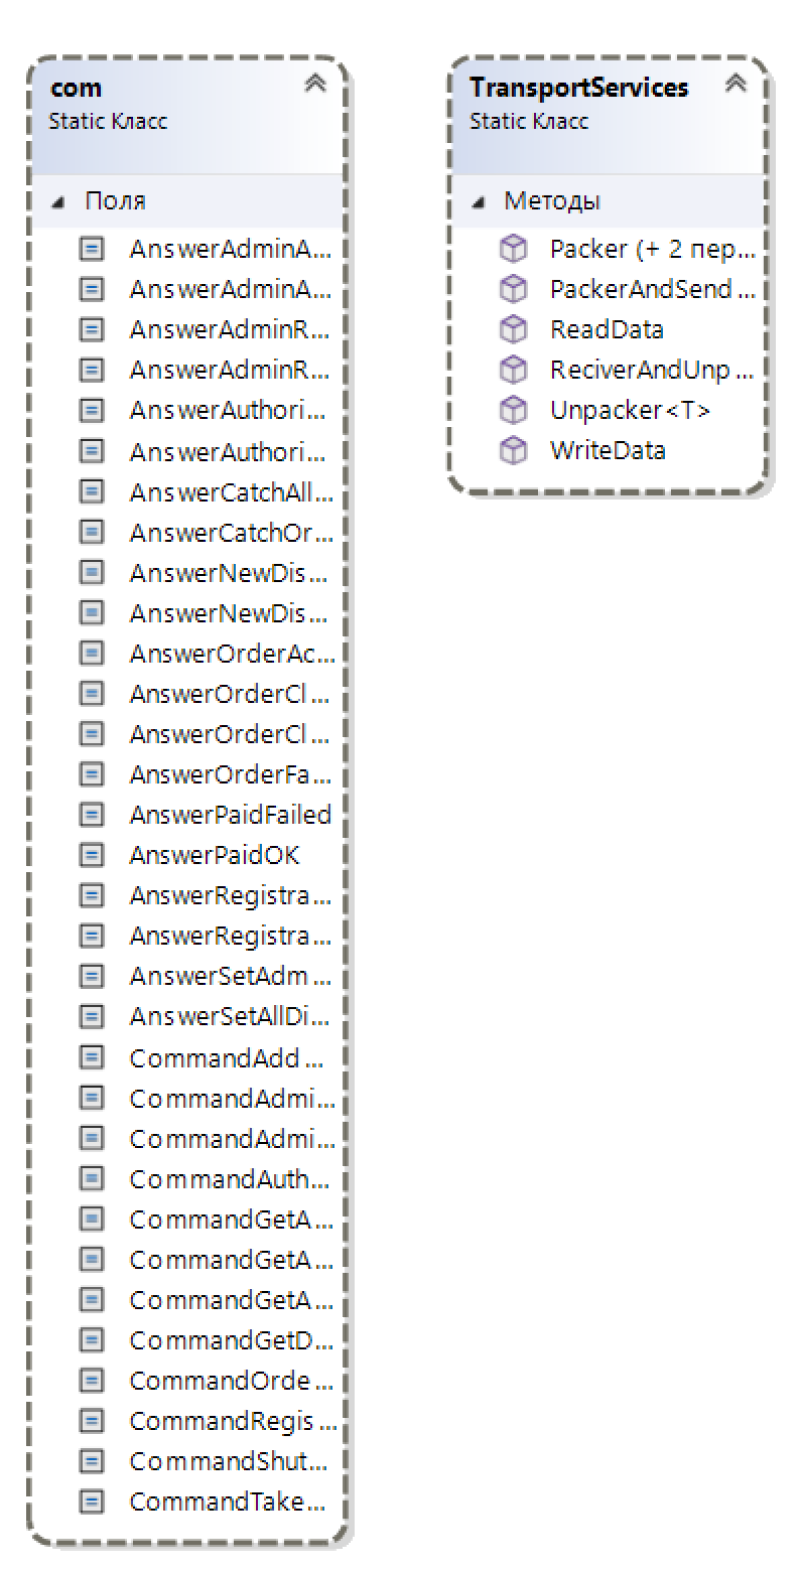 com
Static Класс
Поля
AnswerAdminA...
AnswerAdminA...
AnswerAdminR...
AnswerAdminR...
AnswerAuthori...
AnswerAuthori...
AnswerCatchAll...
AnswerCatchOr...
AnswerNewDis...
AnswerNewDis...
AnswerOrderAc...
AnswerOrderCl...
AnswerOrderCl...
AnswerOrderFa...
AnswerPaidFailed
AnswerPaidOK
AnswerRegistra...
AnswerRegistra...
AnswerSetAdm...
AnswerSetAllDi...
CommandAdd...
CommandAdmi...
CommandAdmi...
CommandAuth...
CommandGetA...
CommandGetA...
CommandGetA...
CommandGetD...
CommandOrde...
CommandRegis...
CommandShut...
CommandTake...
TransportServices
Static Класс
Методы
Packer (+ 2 пер...
PackerAndSend...
ReadData
ReciverAndUnp...
Unpacker<T>
WriteData